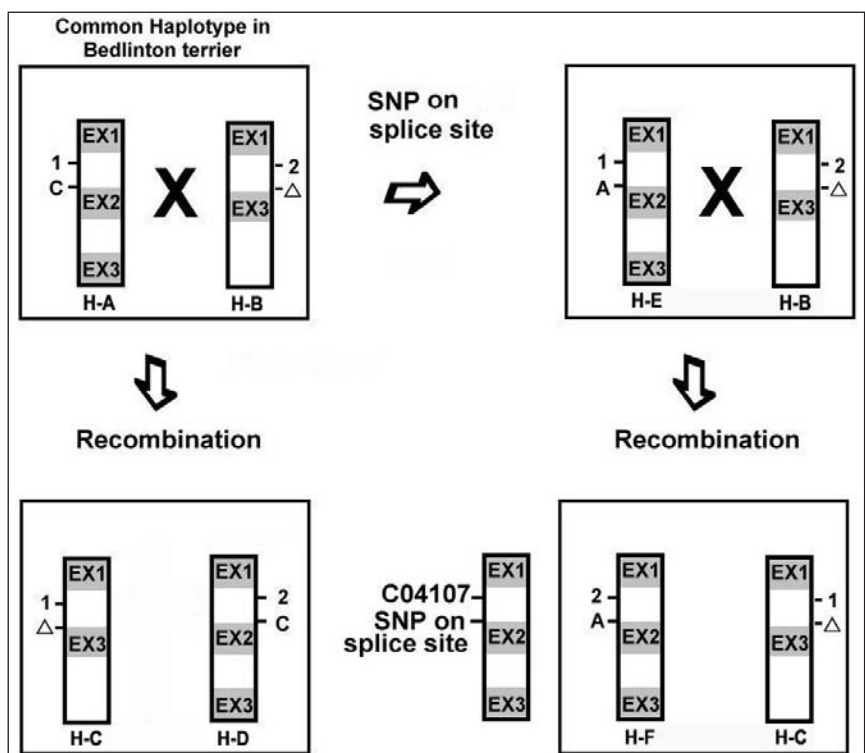 Common Haplotype in
Bedlinton terrier
EX1
1
C
EX2
EX3
H-A
X
EX1
2
△
EX3
H-B
SNP on
splice site
EX1
1
A
EX2
EX3
H-E
X
EX1
2
△
EX3
H-B
Recombination
Recombination
EX1
1
△
EX3
H-C
EX1
2
C
EX2
EX3
H-D
C04107
SNP on
splice site
EX1
EX2
EX3
EX1
2
A
EX2
EX3
H-F
EX1
1
△
EX3
H-C